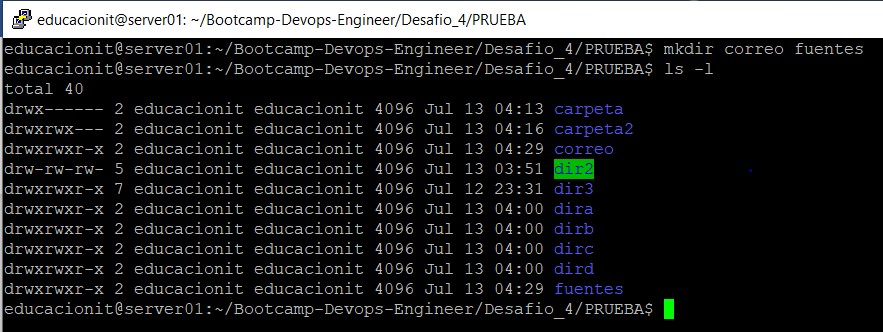 educacionit@server01: ~/Bootcamp-Devops-Engineer/Desafio_4/PRUEBA
educacionit@server01:~/Bootcamp-Devops-Engineer/Desafio_4/PRUEBA$ mkdir correo fuentes
educacionit@server01:~/Bootcamp-Devops-Engineer/Desafio_4/PRUEBA$ ls -l
total 40
drwx------ 2 educacionit educacionit 4096 Jul 13 04:13 carpeta
drwxrwx--- 2 educacionit educacionit 4096 Jul 13 04:16 carpeta2
drwxrwxr-x 2 educacionit educacionit 4096 Jul 13 04:29 correo
drw-rw-rw- 5 educacionit educacionit 4096 Jul 13 03:51 dir2
drwxrwxr-x 7 educacionit educacionit 4096 Jul 12 23:31 dir3
drwxrwxr-x 2 educacionit educacionit 4096 Jul 13 04:00 dira
drwxrwxr-x 2 educacionit educacionit 4096 Jul 13 04:00 dirb
drwxrwxr-x 2 educacionit educacionit 4096 Jul 13 04:00 dirc
drwxrwxr-x 2 educacionit educacionit 4096 Jul 13 04:00 dird
drwxrwxr-x 2 educacionit educacionit 4096 Jul 13 04:29 fuentes
educacionit@server01:~/Bootcamp-Devops-Engineer/Desafio_4/PRUEBA$